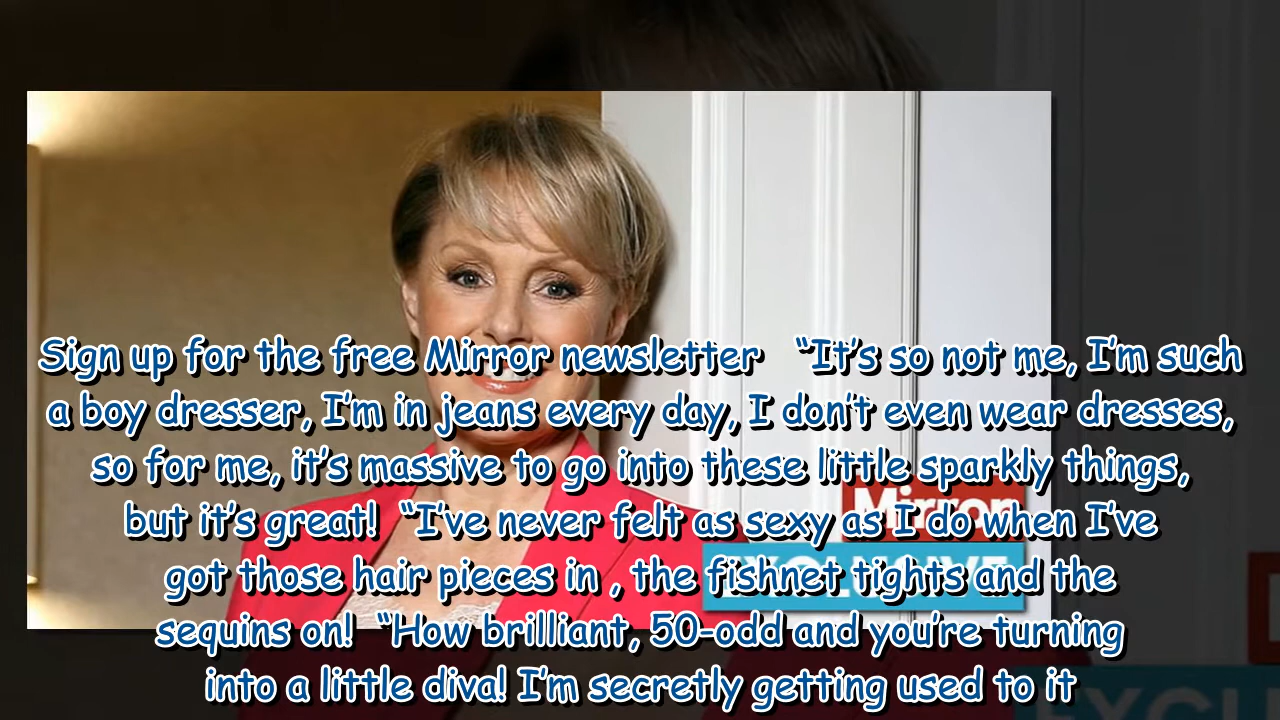 Sign up for the free Mirror newsletter “It’s so not me, I’m such
a boy dresser, I’m in jeans every day, I don’t even wear dresses,
so for me, it’s massive to go into these little sparkly things,
but it’s great! “I’ve never felt as sexy as I do when I’ve
got those hair pieces in , the fishnet tights and the
sequins on! “How brilliant, 50-odd and you’re turning
into a little diva! I’m secretly getting used to it
Mirror
EXCLUSIVE